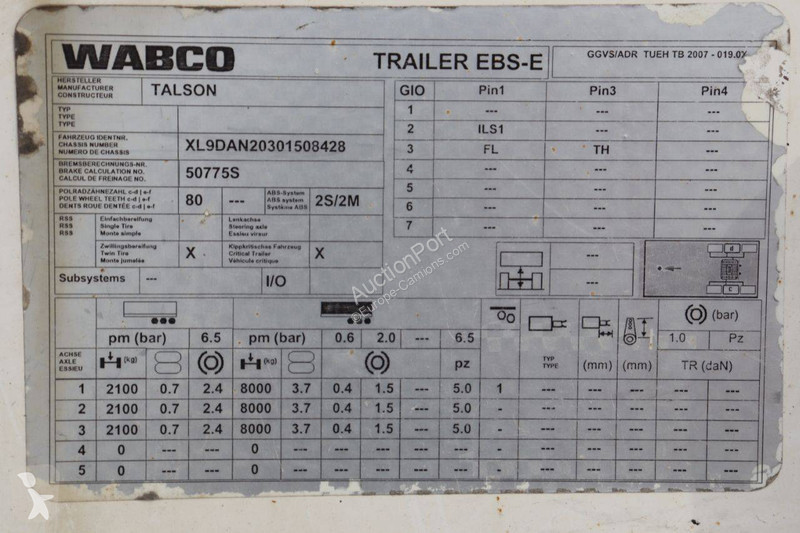 WABCO TRAILER EBS-E GGVS/ADR TUEH TB 2007 - 019.0X
HERSTELLER
MANUFACTURER
CONSTRUCTEUR
TALSON
TYP
TYPE
TYPE
FAHRZEUG IDENTNR.
CHASSIS NUMBER
NUMERO DE CHASSIS
XL9DAN20301508428
BREMSBERECHNUNGS-NR.
BRAKE CALCULATION NO.
CALCUL DE FREINAGE NO.
50775S
POLRADZÄHNEZAHL c-d | e-f
POLE WHEEL TEETH c-d | e-f
DENTS ROUE DENTÉE c-d | e-f
80 ---
ABS-System
ABS system
Système ABS
2S/2M
RSS Einfachbereifung
RSS Single Tire
RSS Monte simple
Lenkachse
Steering axle
Essieu vireur
Zwillingsbereifung
Twin Tire
Monte jumelée
X
Kippkritisches Fahrzeug
Critical Trailer
Véhicule critique
X
Subsystems --- I/O
GIO Pin1 Pin3 Pin4
1 --- --- ---
2 ILS1 --- ---
3 FL TH ---
4 --- --- ---
5 --- --- ---
6 --- --- ---
7 --- --- ---
---
---
d
c
(bar)
pm (bar) 6.5 pm (bar) 0.6 2.0 --- 6.5 1.0 Pz
ACHSE
AXLE
ESSIEU
(kg) (kg) pz
TYP
TYPE
(mm) (mm) TR (daN)
1 2100 0.7 2.4 8000 3.7 0.4 1.5 --- 5.0 1 --- --- --- --- ---
2 2100 0.7 2.4 8000 3.7 0.4 1.5 --- 5.0 - --- --- --- --- ---
3 2100 0.7 2.4 8000 3.7 0.4 1.5 --- 5.0 - --- --- --- --- ---
4 0 --- --- 0 --- --- --- --- --- - --- --- --- --- ---
5 0 --- --- 0 --- --- --- --- --- - --- --- --- --- ---
AuctionPort
©Europe-Camions.com